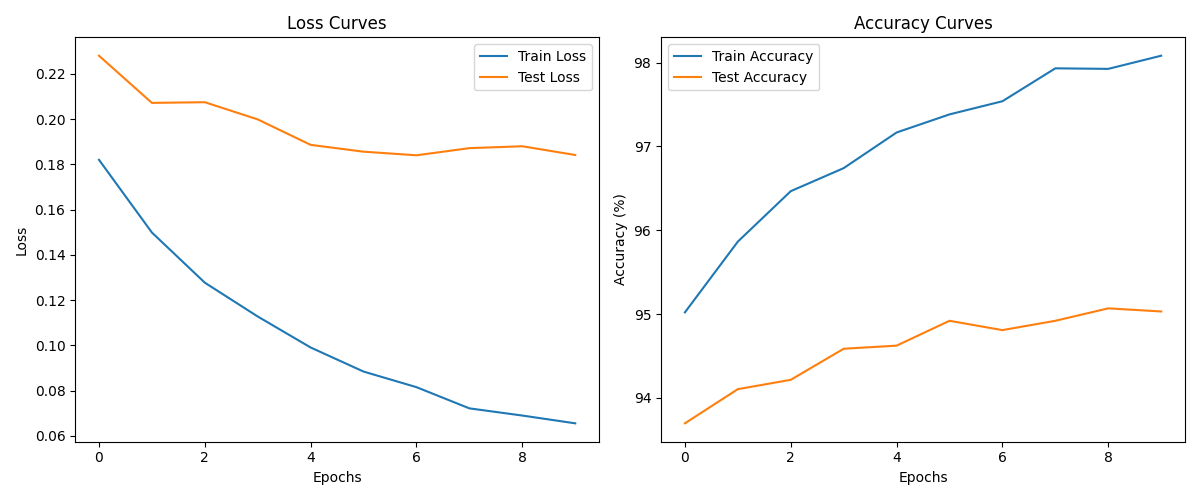 Loss Curves
Train Loss
Test Loss
0.22
0.20
0.18
0.16
0.14
0.12
0.10
0.08
0.06
Loss
0 2 4 6 8
Epochs
Accuracy Curves
Train Accuracy
Test Accuracy
98
97
96
95
94
Accuracy (%)
0 2 4 6 8
Epochs